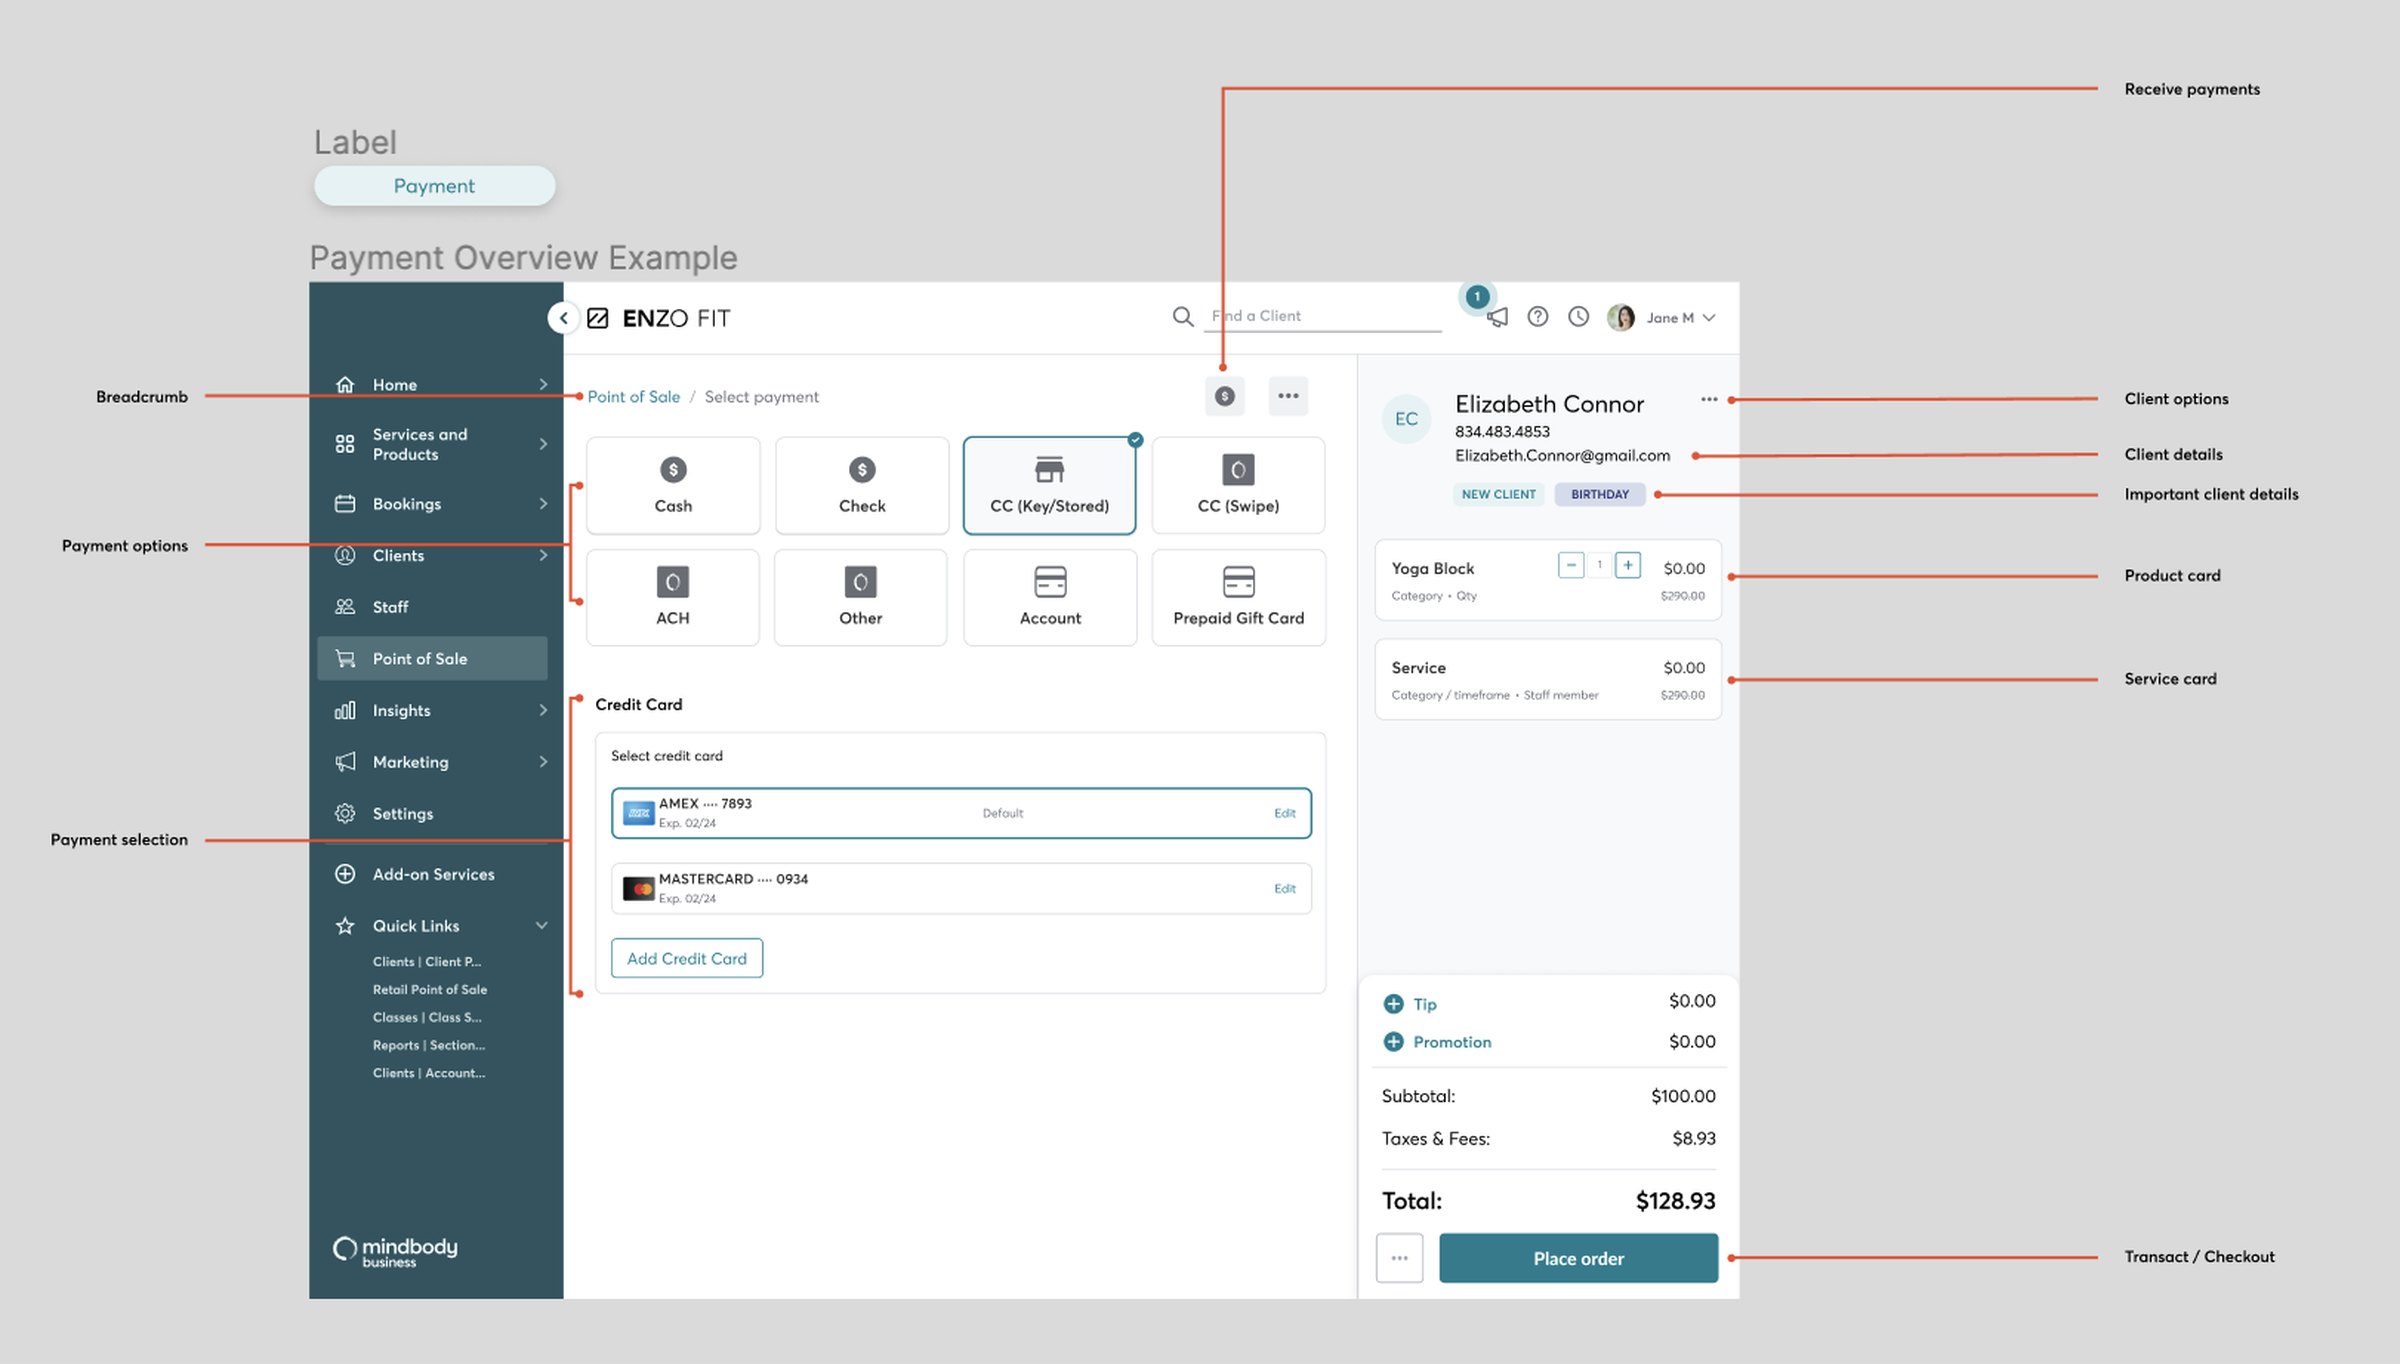 Receive payments
Label
Payment
Payment Overview Example
ENZO FIT
Find a Client
1
Jane M
Breadcrumb
Payment options
Payment selection
Home
Services and
Products
Bookings
Clients
Staff
Point of Sale
Insights
Marketing
Settings
Add-on Services
Quick Links
Clients | Client P...
Retail Point of Sale
Classes | Class S...
Reports | Section...
Clients | Account...
mindbody
business
Point of Sale / Select payment
Cash
Check
CC (Key/Stored)
CC (Swipe)
ACH
Other
Account
Prepaid Gift Card
Credit Card
Select credit card
AMEX ···· 7893
Exp. 02/24
Default
Edit
MASTERCARD ···· 0934
Exp. 02/24
Edit
Add Credit Card
EC
Elizabeth Connor
834.483.4853
Elizabeth.Connor@gmail.com
NEW CLIENT
BIRTHDAY
Yoga Block
1
$0.00
Category • Qty
$290.00
Service
$0.00
Category / timeframe • Staff member
$290.00
Tip
$0.00
Promotion
$0.00
Subtotal:
$100.00
Taxes & Fees:
$8.93
Total:
$128.93
Place order
Client options
Client details
Important client details
Product card
Service card
Transact / Checkout